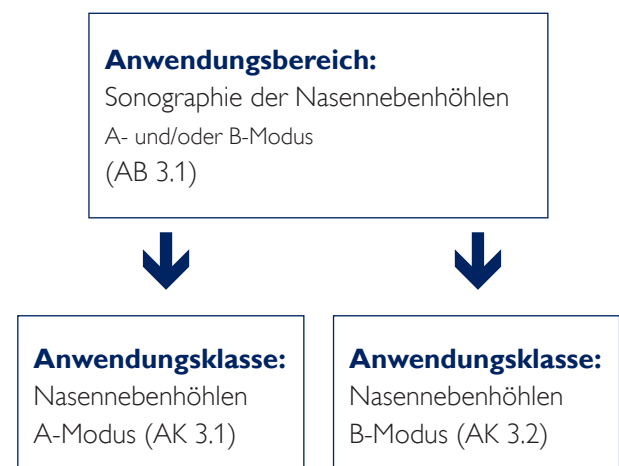 Anwendungsbereich:
Sonographie der Nasennebenhöhlen
A- und/oder B-Modus
(AB 3.1)
Anwendungsklasse:
Nasennebenhöhlen
A-Modus (AK 3.1)
Anwendungsklasse:
Nasennebenhöhlen
B-Modus (AK 3.2)